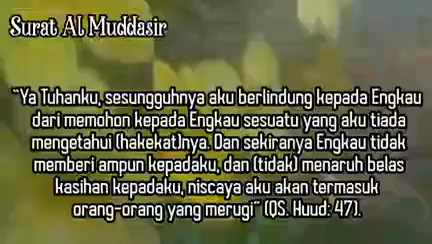 Surat Al Muddasir
"Ya Tuhanku, sesungguhnya aku berlindung kepada Engkau
dari memohon kepada Engkau sesuatu yang aku tiada
mengetahui (hakekat)nya. Dan sekiranya Engkau tidak
memberi ampun kepadaku, dan (tidak) menaruh belas
kasihan kepadaku, niscaya aku akan termasuk
orang-orang yang merugi" (QS. Huud: 47).